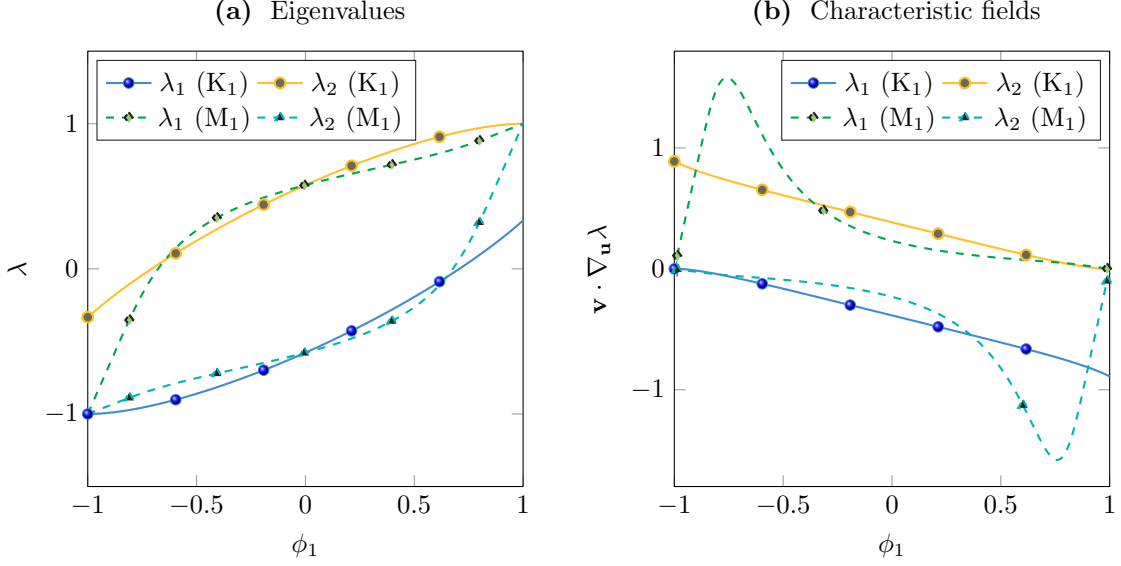 (a) Eigenvalues
λ₁ (K₁) λ₂ (K₁)
λ₁ (M₁) λ₂ (M₁)
1
0
−1
λ
−1 −0.5 0 0.5 1
ϕ₁
(b) Characteristic fields
λ₁ (K₁) λ₂ (K₁)
λ₁ (M₁) λ₂ (M₁)
1
0
−1
v · ∇ᵤλ
−1 −0.5 0 0.5 1
ϕ₁